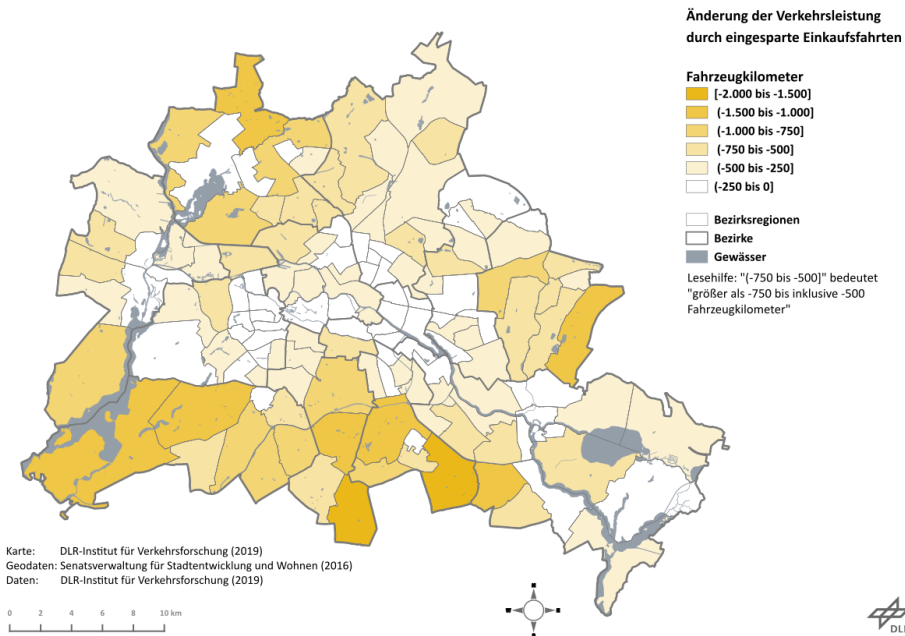 Änderung der Verkehrsleistung
durch eingesparte Einkaufsfahrten
Fahrzeugkilometer
[-2.000 bis -1.500]
(-1.500 bis -1.000]
(-1.000 bis -750]
(-750 bis -500]
(-500 bis -250]
(-250 bis 0]
Bezirksregionen
Bezirke
Gewässer
Lesehilfe: "(-750 bis -500]" bedeutet
"größer als -750 bis inklusive -500
Fahrzeugkilometer"
Karte: DLR-Institut für Verkehrsforschung (2019)
Geodaten: Senatsverwaltung für Stadtentwicklung und Wohnen (2016)
Daten: DLR-Institut für Verkehrsforschung (2019)
0 2 4 6 8 10 km
DLR